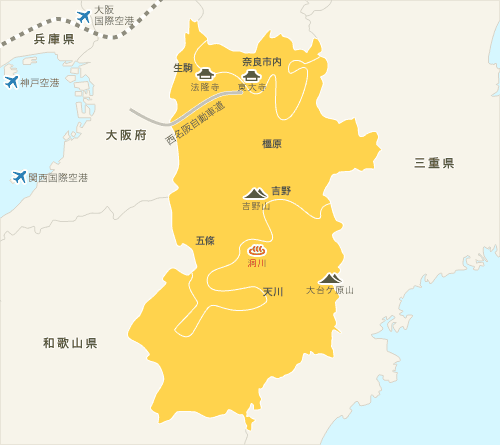 大阪
国際空港
兵庫県
生駒
奈良市内
神戸空港
法隆寺
東大寺
西名阪自動車道
大阪府
橿原
三重県
関西国際空港
吉野
吉野山
五條
洞川
天川
大台ケ原山
和歌山県